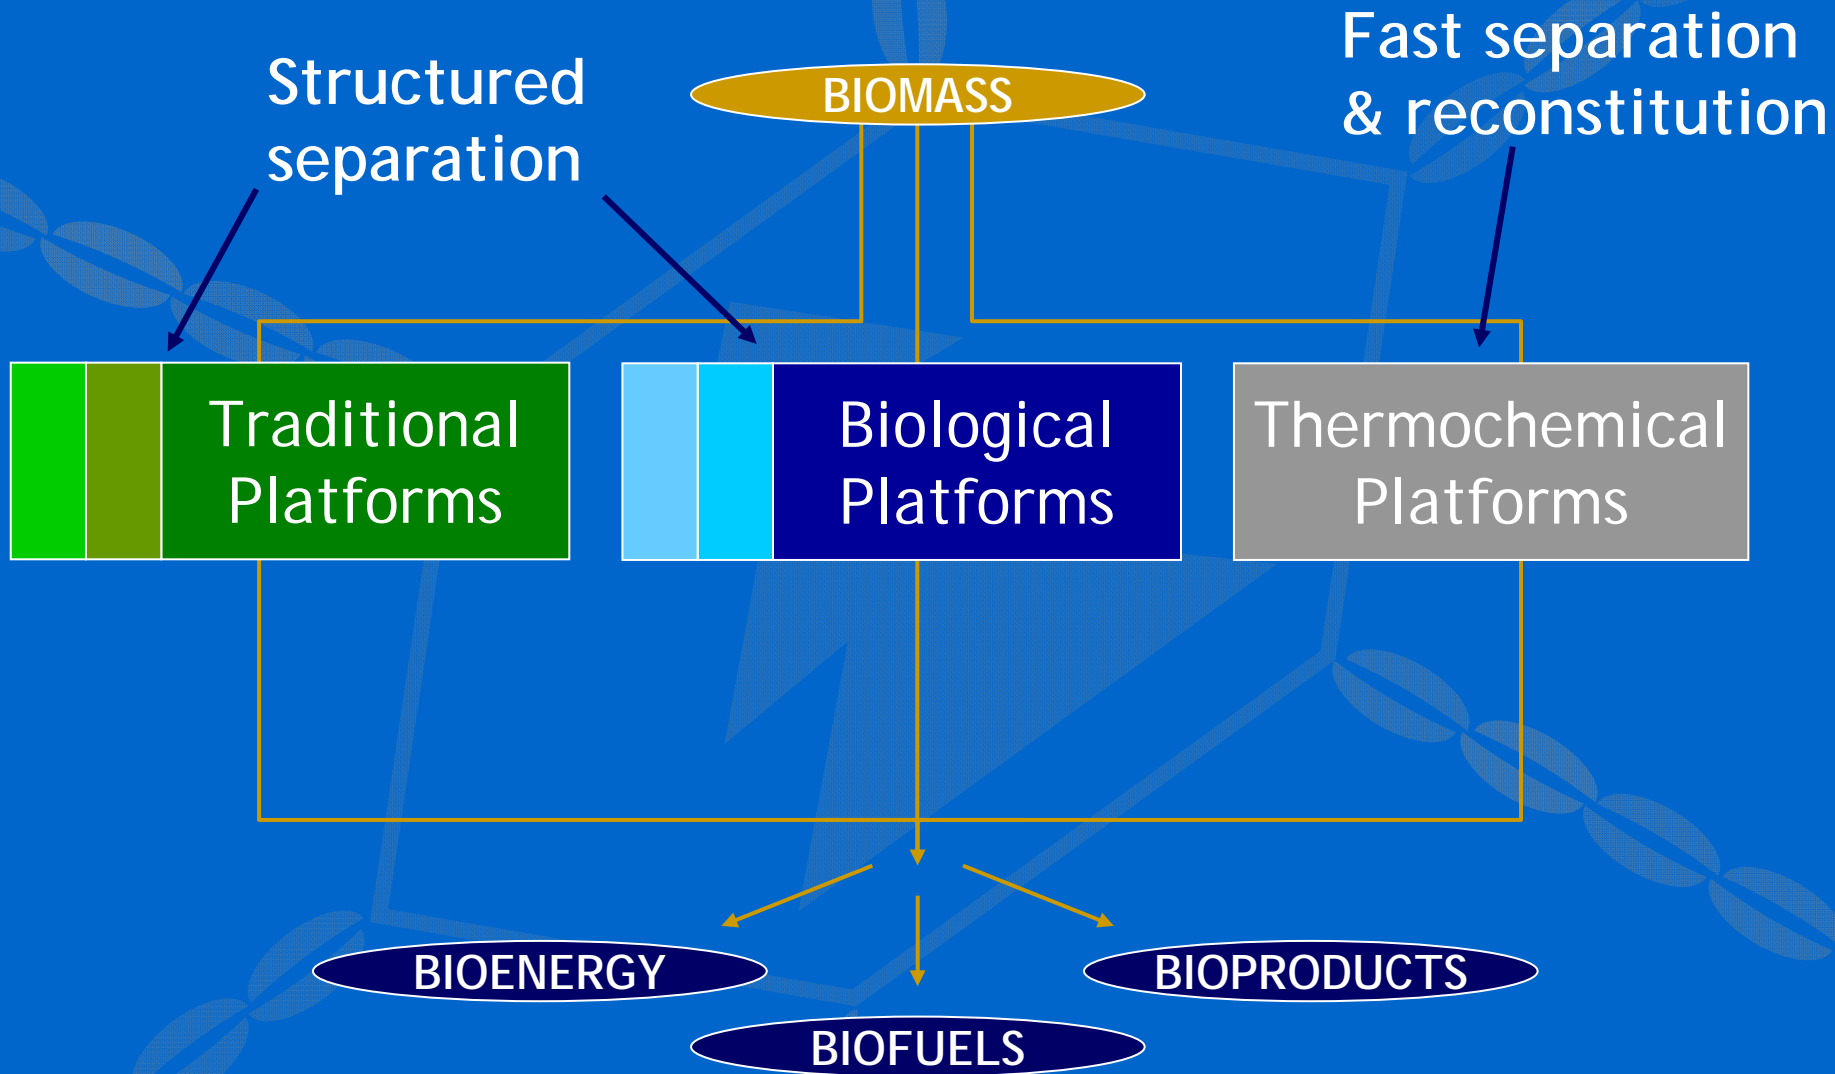 Structured
separation
BIOMASS
Fast separation
& reconstitution
Traditional
Platforms
Biological
Platforms
Thermochemical
Platforms
BIOENERGY
BIOPRODUCTS
BIOFUELS